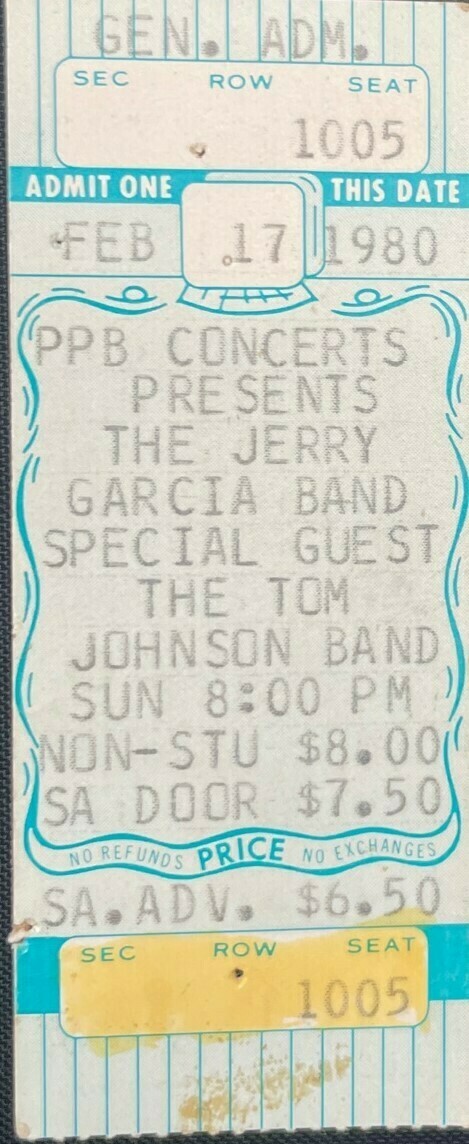 GEN. ADM.
SEC ROW SEAT
1005
ADMIT ONE THIS DATE
FEB 17 1980
PPB CONCERTS
PRESENTS
THE JERRY
GARCIA BAND
SPECIAL GUEST
THE TOM
JOHNSON BAND
SUN 8:00 PM
NON-STU $8.00
SA DOOR $7.50
NO REFUNDS PRICE NO EXCHANGES
SA.ADV. $6.50
SEC ROW SEAT
1005